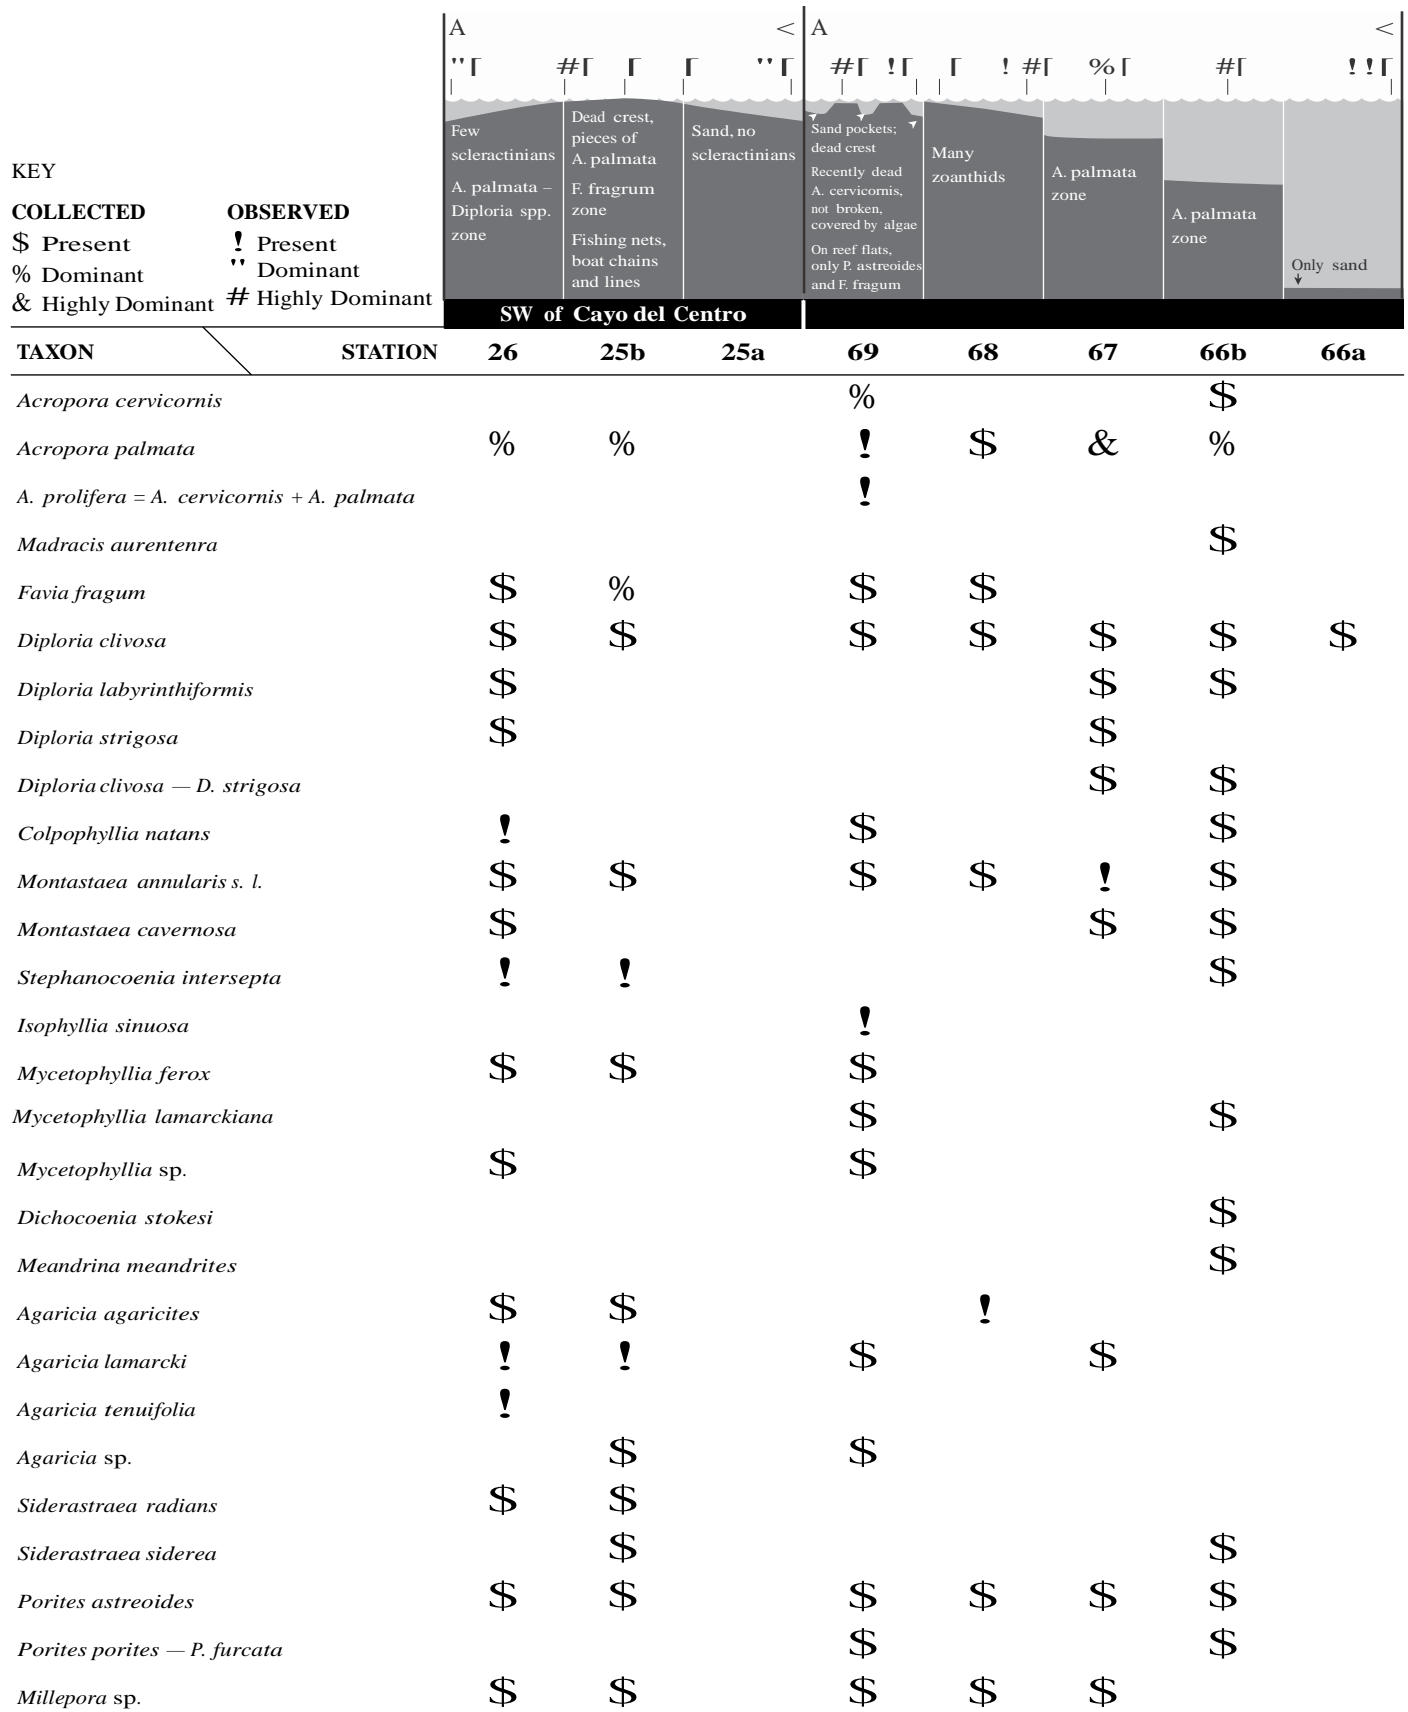 A < A <
"⎡ #⎡ ⎡ ⎡ "⎡ #⎡ !⎡ ⎡ ! #⎡ %⎡ #⎡ !!⎡
Few
scleractinians
A. palmata –
Diploria spp.
zone
Dead crest,
pieces of
A. palmata
F. fragrum
zone
Fishing nets,
boat chains
and lines
Sand, no
scleractinians
Sand pockets;
dead crest
Recently dead
A. cervicornis,
not broken,
covered by algae
On reef flats,
only P. astreoides
and F. fragum
Many
zoanthids
A. palmata
zone
A. palmata
zone
Only sand
KEY
COLLECTED OBSERVED
$ Present ! Present
% Dominant " Dominant
& Highly Dominant # Highly Dominant
SW of Cayo del Centro
TAXON STATION 26 25b 25a 69 68 67 66b 66a
Acropora cervicornis % $
Acropora palmata % % ! $ & %
A. prolifera = A. cervicornis + A. palmata !
Madracis aurentenra $
Favia fragum $ % $ $
Diploria clivosa $ $ $ $ $ $ $
Diploria labyrinthiformis $ $ $
Diploria strigosa $ $
Diploria clivosa — D. strigosa $ $
Colpophyllia natans ! $ $
Montastaea annularis s. l. $ $ $ $ ! $
Montastaea cavernosa $ $ $
Stephanocoenia intersepta ! ! $
Isophyllia sinuosa !
Mycetophyllia ferox $ $ $
Mycetophyllia lamarckiana $ $
Mycetophyllia sp. $ $
Dichocoenia stokesi $
Meandrina meandrites $
Agaricia agaricites $ $ !
Agaricia lamarcki ! ! $ $
Agaricia tenuifolia !
Agaricia sp. $ $
Siderastraea radians $ $
Siderastraea siderea $ $
Porites astreoides $ $ $ $ $ $
Porites porites — P. furcata $ $
Millepora sp. $ $ $ $ $